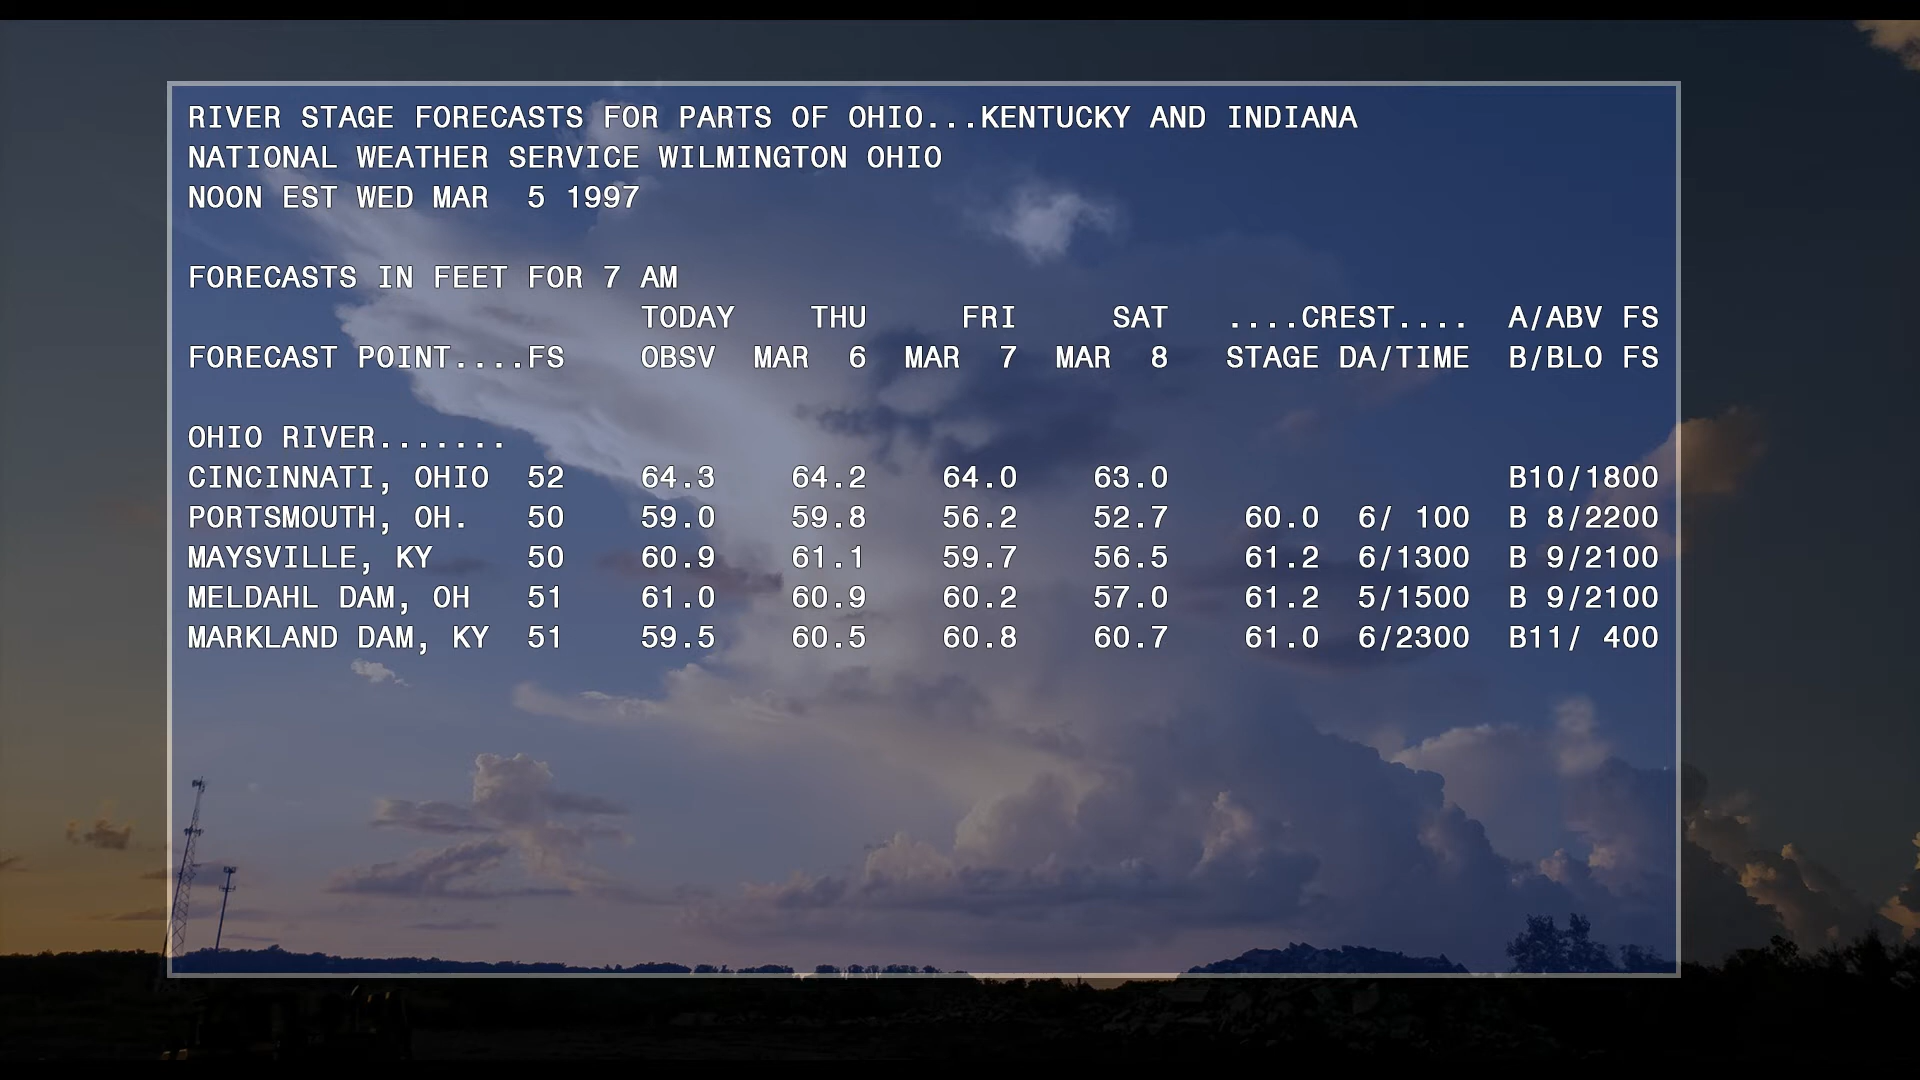 RIVER STAGE FORECASTS FOR PARTS OF OHIO...KENTUCKY AND INDIANA
NATIONAL WEATHER SERVICE WILMINGTON OHIO
NOON EST WED MAR  5 1997
FORECASTS IN FEET FOR 7 AM
                        TODAY    THU     FRI     SAT   ....CREST....  A/ABV FS
FORECAST POINT....FS    OBSV  MAR  6  MAR  7  MAR  8   STAGE DA/TIME  B/BLO FS
OHIO RIVER.......
CINCINNATI, OHIO  52    64.3    64.2    64.0    63.0                  B10/1800
PORTSMOUTH, OH.   50    59.0    59.8    56.2    52.7    60.0  6/ 100  B 8/2200
MAYSVILLE, KY     50    60.9    61.1    59.7    56.5    61.2  6/1300  B 9/2100
MELDAHL DAM, OH   51    61.0    60.9    60.2    57.0    61.2  5/1500  B 9/2100
MARKLAND DAM, KY  51    59.5    60.5    60.8    60.7    61.0  6/2300  B11/ 400